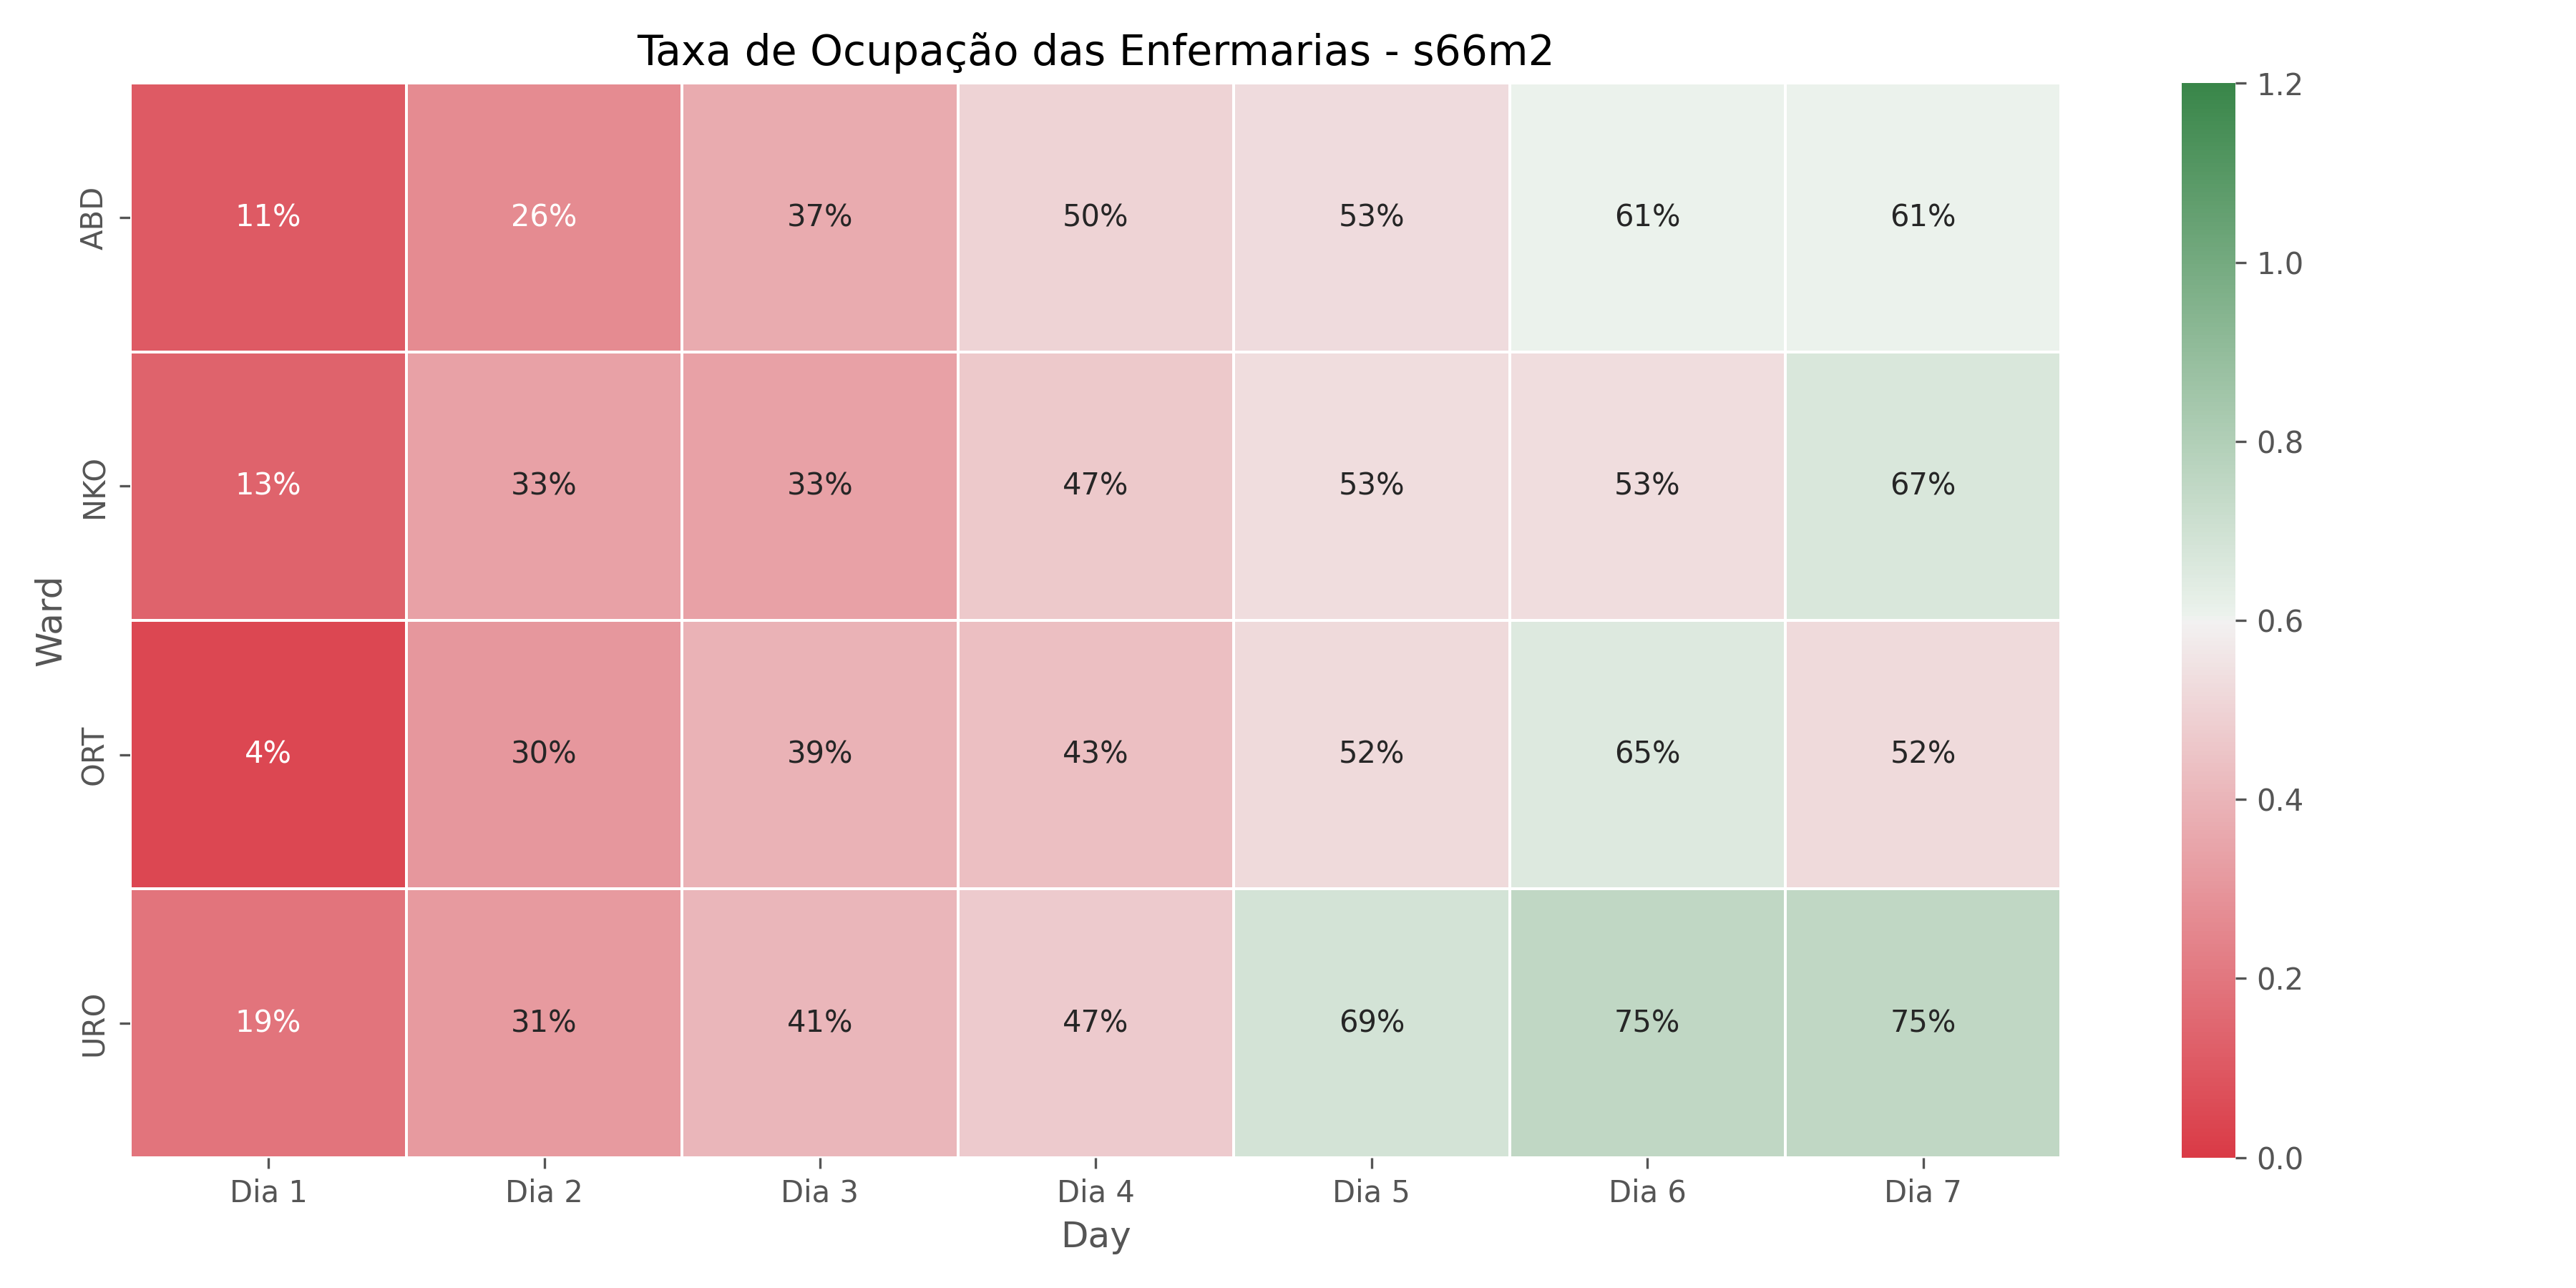 Taxa de Ocupação das Enfermarias - s66m2
Ward
ABD 11% 26% 37% 50% 53% 61% 61%
NKO 13% 33% 33% 47% 53% 53% 67%
ORT 4% 30% 39% 43% 52% 65% 52%
URO 19% 31% 41% 47% 69% 75% 75%
Dia 1 Dia 2 Dia 3 Dia 4 Dia 5 Dia 6 Dia 7
Day
1.2
1.0
0.8
0.6
0.4
0.2
0.0